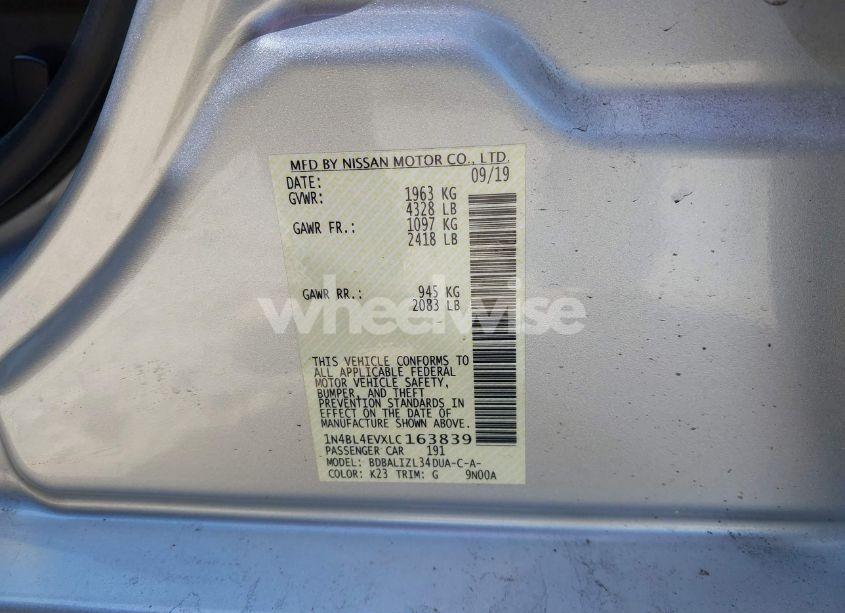 MFD BY NISSAN MOTOR CO., LTD.
DATE: 09/19
GVWR: 1963 KG
4328 LB
GAWR FR.: 1097 KG
2418 LB
GAWR RR.: 945 KG
2083 LB
wheelwise
THIS VEHICLE CONFORMS TO
ALL APPLICABLE FEDERAL
MOTOR VEHICLE SAFETY,
BUMPER, AND THEFT
PREVENTION STANDARDS IN
EFFECT ON THE DATE OF
MANUFACTURE SHOWN ABOVE.
1N4BL4EVXLC163839
PASSENGER CAR 191
MODEL: BDBALIZL34DUA-C-A-
COLOR: K23 TRIM: G 9N00A